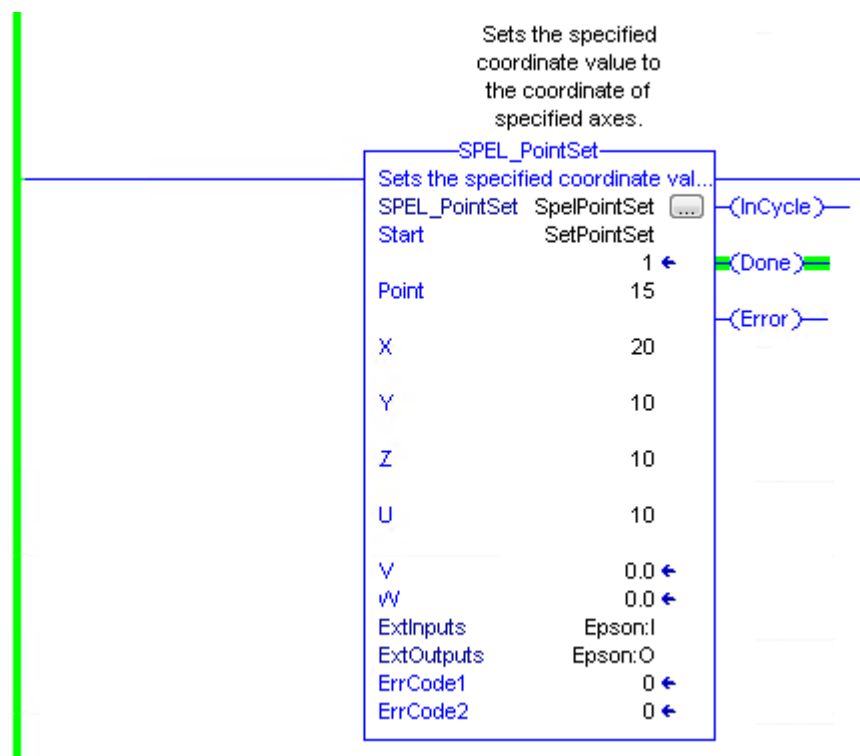 Sets the specified
coordinate value to
the coordinate of
specified axes.
SPEL_PointSet
Sets the specified coordinate val...
SPEL_PointSet SpelPointSet ... (InCycle)
Start SetPointSet
1 (Done)
Point 15
(Error)
X 20
Y 10
Z 10
U 10
V 0.0
W 0.0
ExtInputs Epson:I
ExtOutputs Epson:O
ErrCode1 0
ErrCode2 0